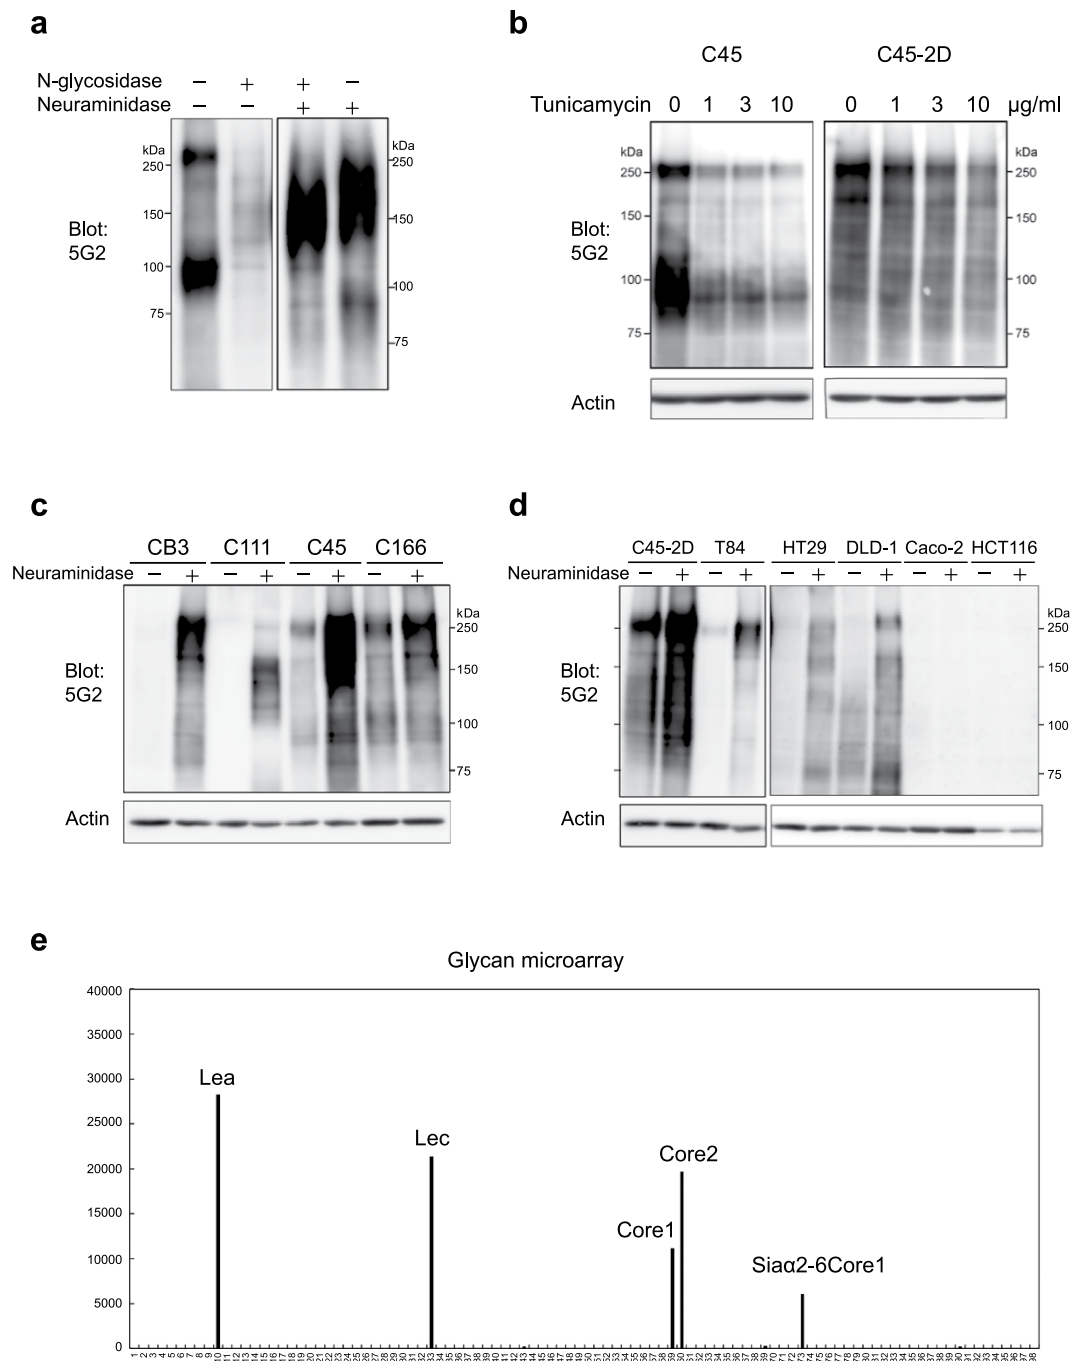 a
N-glycosidase − + + −
Neuraminidase − − + +
kDa
250
150
100
75
kDa
250
150
100
75
Blot:
5G2
b
C45 C45-2D
Tunicamycin 0 1 3 10 0 1 3 10 μg/ml
kDa
250
150
100
75
kDa
250
150
100
75
Blot:
5G2
Actin
c
CB3 C111 C45 C166
Neuraminidase − + − + − + − +
kDa
250
150
100
75
Blot:
5G2
Actin
d
C45-2D T84 HT29 DLD-1 Caco-2 HCT116
Neuraminidase − + − + − + − + − + − +
kDa
250
150
100
75
Blot:
5G2
Actin
e
Glycan microarray
40000
35000
30000
25000
20000
15000
10000
5000
0
Lea
Lec
Core2
Core1
Siaα2-6Core1